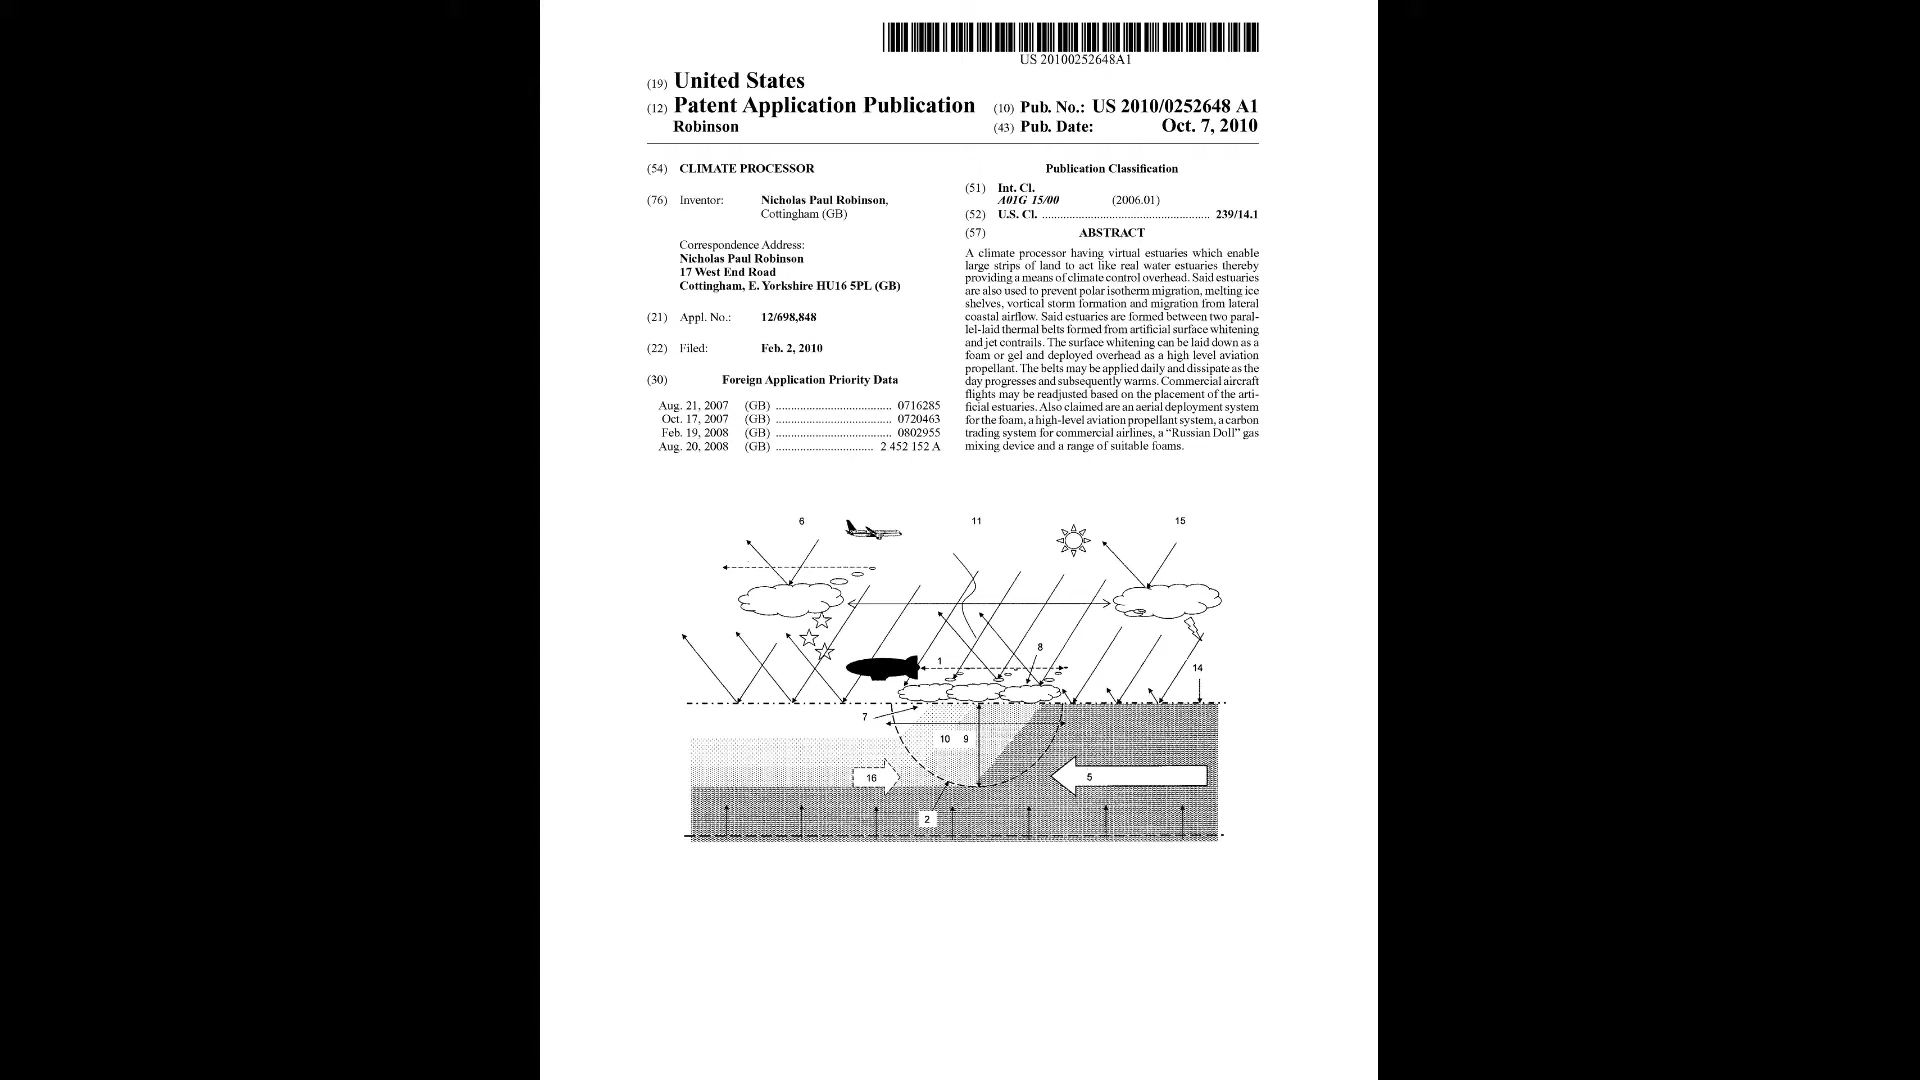 US 20100252648A1
(19) United States
(12) Patent Application Publication
Robinson
(10) Pub. No.: US 2010/0252648 A1
(43) Pub. Date: Oct. 7, 2010
(54) CLIMATE PROCESSOR
(76) Inventor: Nicholas Paul Robinson,
Cottingham (GB)
Correspondence Address:
Nicholas Paul Robinson
17 West End Road
Cottingham, E. Yorkshire HU16 5PL (GB)
(21) Appl. No.: 12/698,848
(22) Filed: Feb. 2, 2010
(30) Foreign Application Priority Data
Aug. 21, 2007 (GB) ...................................... 0716285
Oct. 17, 2007 (GB) ...................................... 0720463
Feb. 19, 2008 (GB) ...................................... 0802955
Aug. 20, 2008 (GB) ................................ 2 452 152 A
Publication Classification
(51) Int. Cl.
A01G 15/00 (2006.01)
(52) U.S. Cl. ....................................................... 239/14.1
(57) ABSTRACT
A climate processor having virtual estuaries which enable
large strips of land to act like real water estuaries thereby
providing a means of climate control overhead. Said estuaries
are also used to prevent polar isotherm migration, melting ice
shelves, vortical storm formation and migration from lateral
coastal airflow. Said estuaries are formed between two paral-
lel-laid thermal belts formed from artificial surface whitening
and jet contrails. The surface whitening can be laid down as a
foam or gel and deployed overhead as a high level aviation
propellant. The belts may be applied daily and dissipate as the
day progresses and subsequently warms. Commercial aircraft
flights may be readjusted based on the placement of the arti-
ficial estuaries. Also claimed are an aerial deployment system
for the foam, a high-level aviation propellant system, a carbon
trading system for commercial airlines, a “Russian Doll” gas
mixing device and a range of suitable foams.
6 11 15
8
1
14
7
10 9
16 5
2